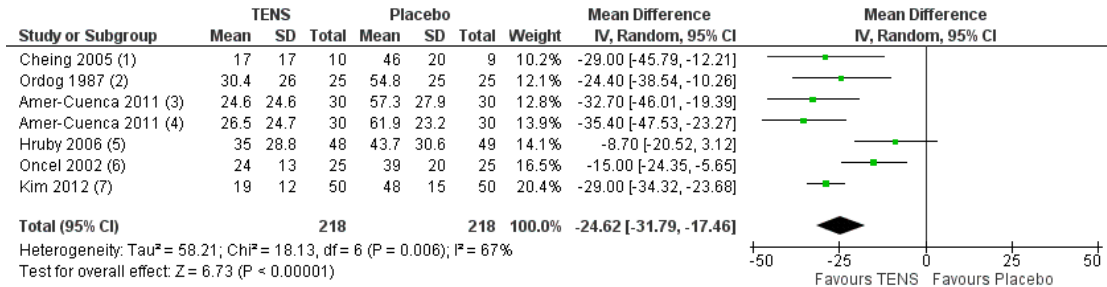 TENS Placebo Mean Difference Mean Difference
Study or Subgroup Mean SD Total Mean SD Total Weight IV, Random, 95% CI IV, Random, 95% CI
Cheing 2005 (1) 17 17 10 46 20 9 10.2% -29.00 [-45.79, -12.21]
Ordog 1987 (2) 30.4 26 25 54.8 25 25 12.1% -24.40 [-38.54, -10.26]
Amer-Cuenca 2011 (3) 24.6 24.6 30 57.3 27.9 30 12.8% -32.70 [-46.01, -19.39]
Amer-Cuenca 2011 (4) 26.5 24.7 30 61.9 23.2 30 13.9% -35.40 [-47.53, -23.27]
Hruby 2006 (5) 35 28.8 48 43.7 30.6 49 14.1% -8.70 [-20.52, 3.12]
Oncel 2002 (6) 24 13 25 39 20 25 16.5% -15.00 [-24.35, -5.65]
Kim 2012 (7) 19 12 50 48 15 50 20.4% -29.00 [-34.32, -23.68]
Total (95% CI) 218 218 100.0% -24.62 [-31.79, -17.46]
Heterogeneity: Tau² = 58.21; Chi² = 18.13, df = 6 (P = 0.006); I² = 67%
Test for overall effect: Z = 6.73 (P < 0.00001)
-50 -25 0 25 50
Favours TENS Favours Placebo